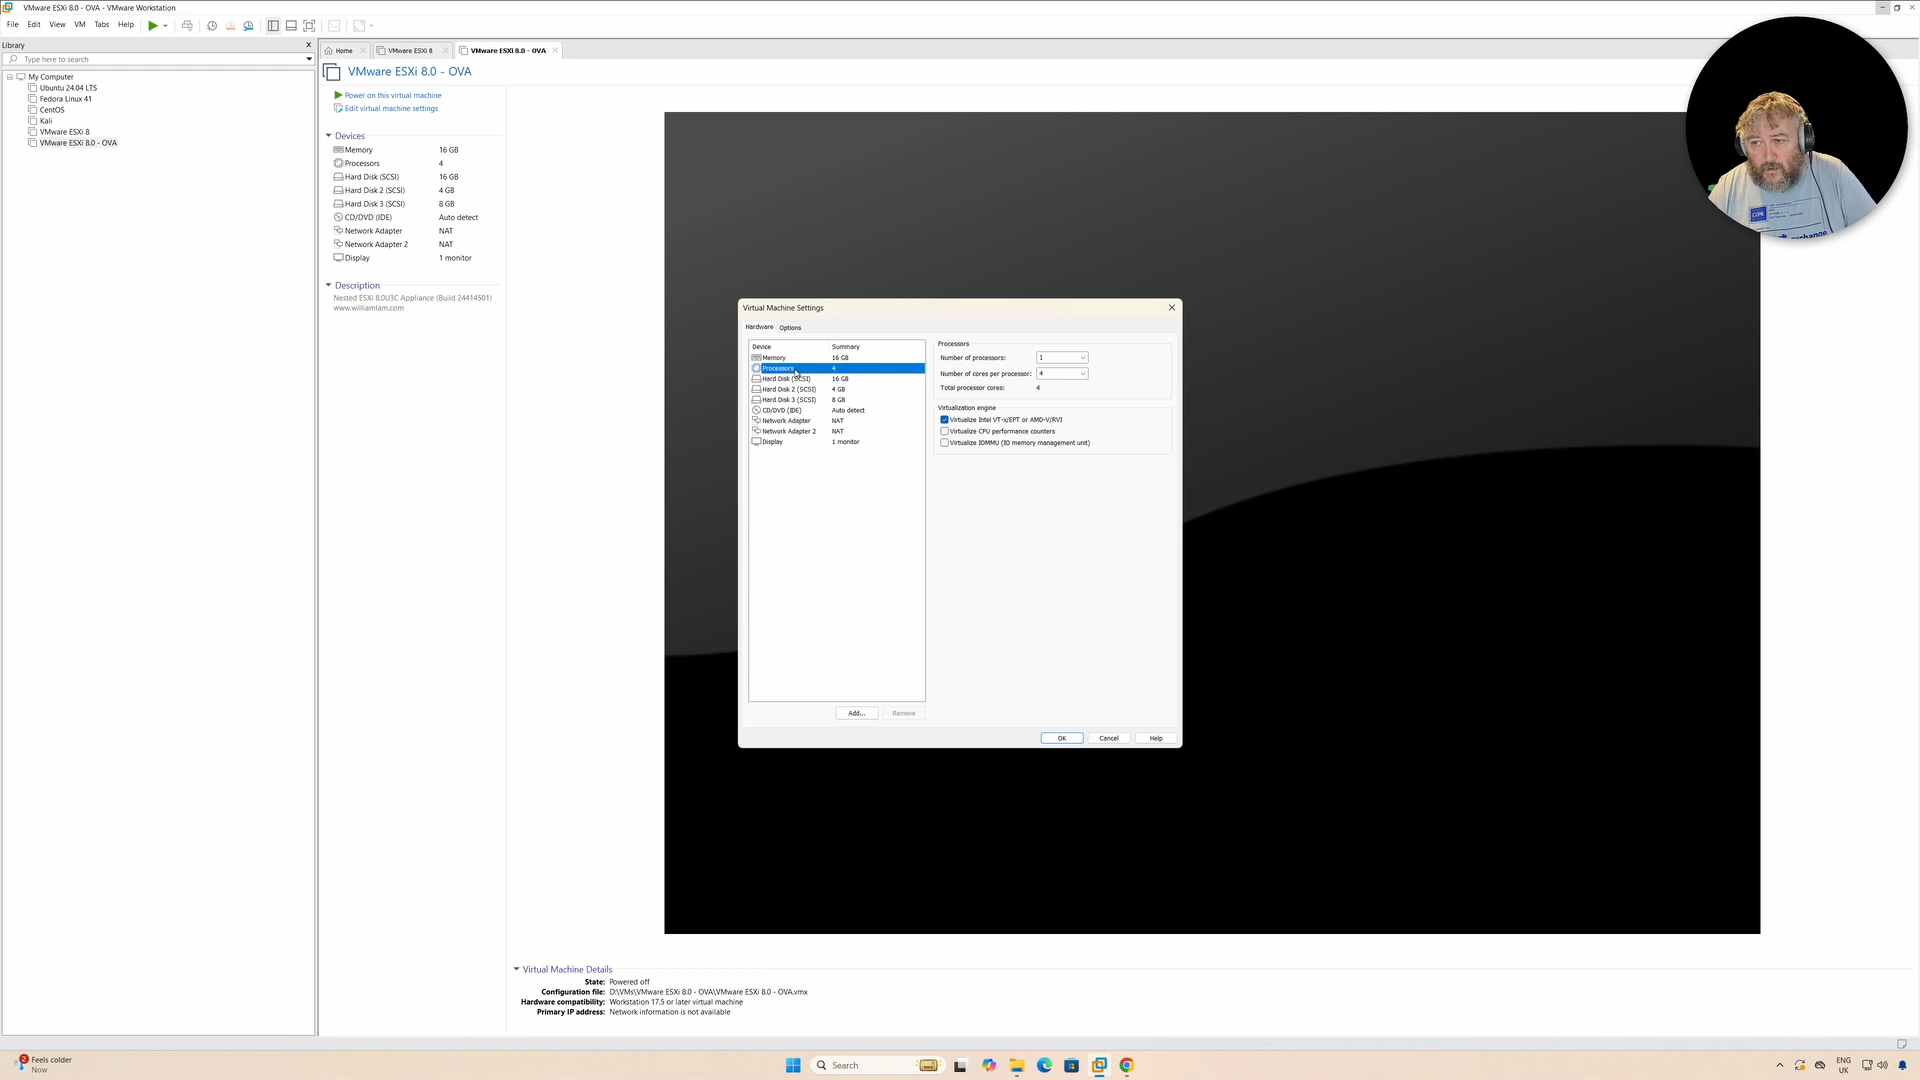 VMware ESXi 8.0 - OVA - VMware Workstation
File Edit View VM Tabs Help
Library
Type here to search
My Computer
Ubuntu 24.04 LTS
Fedora Linux 41
CentOS
Kali
VMware ESXi 8
VMware ESXi 8.0 - OVA
Home
VMware ESXi 8
VMware ESXi 8.0 - OVA
VMware ESXi 8.0 - OVA
Power on this virtual machine
Edit virtual machine settings
Devices
Memory 16 GB
Processors 4
Hard Disk (SCSI) 16 GB
Hard Disk 2 (SCSI) 4 GB
Hard Disk 3 (SCSI) 8 GB
CD/DVD (IDE) Auto detect
Network Adapter NAT
Network Adapter 2 NAT
Display 1 monitor
Description
Nested ESXi 8.0U3C Appliance (Build 24414501)
www.williamlam.com
Virtual Machine Settings
Hardware Options
Device Summary
Memory 16 GB
Processors 4
Hard Disk (SCSI) 16 GB
Hard Disk 2 (SCSI) 4 GB
Hard Disk 3 (SCSI) 8 GB
CD/DVD (IDE) Auto detect
Network Adapter NAT
Network Adapter 2 NAT
Display 1 monitor
Add... Remove
Processors
Number of processors: 1
Number of cores per processor: 4
Total processor cores: 4
Virtualization engine
Virtualize Intel VT-x/EPT or AMD-V/RVI
Virtualize CPU performance counters
Virtualize IOMMU (IO memory management unit)
OK Cancel Help
Virtual Machine Details
State: Powered off
Configuration file: D:\VMs\VMware ESXi 8.0 - OVA\VMware ESXi 8.0 - OVA.vmx
Hardware compatibility: Workstation 17.5 or later virtual machine
Primary IP address: Network information is not available
2
Feels colder
Now
Search
ENG
UK